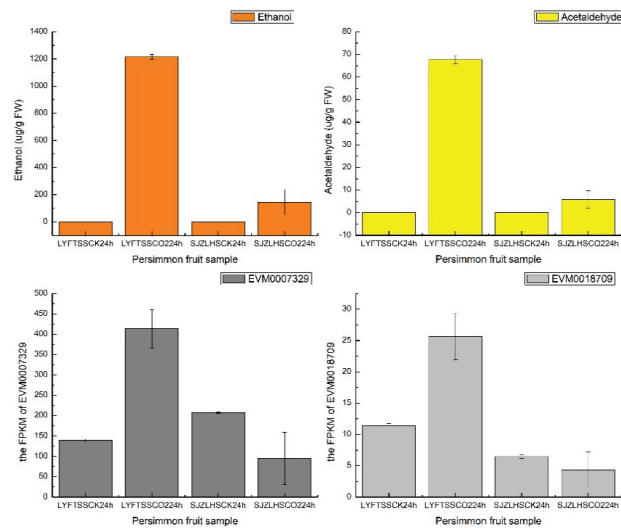 Ethanol
1400
1200
1000
800
600
400
200
0
Ethanol (ug/g FW)
LYFTSSCK24h LYFTSSCO224h SJZLHSCK24h SJZLHSCO224h
Persimmon fruit sample
Acetaldehyde
80
70
60
50
40
30
20
10
0
-10
Acetaldehyde (ug/g FW)
LYFTSSCK24h LYFTSSCO224h SJZLHSCK24h SJZLHSCO224h
Persimmon fruit sample
EVM0007329
500
450
400
350
300
250
200
150
100
50
0
the FPKM of EVM0007329
LYFTSSCK24h LYFTSSCO224h SJZLHSCK24h SJZLHSCO224h
Persimmon fruit sample
EVM0018709
30
25
20
15
10
5
0
the FPKM of EVM0018709
LYFTSSCK24h LYFTSSCO224h SJZLHSCK24h SJZLHSCO224h
Persimmon fruit sample